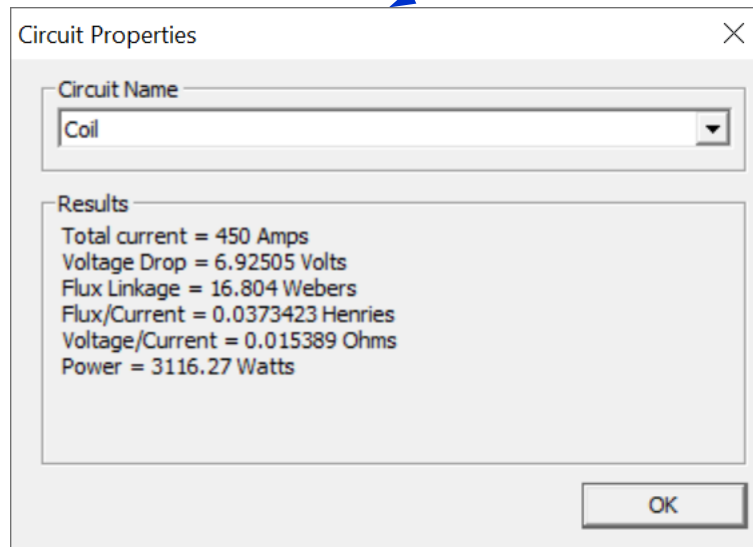 Circuit Properties
Circuit Name
Coil
Results
Total current = 450 Amps
Voltage Drop = 6.92505 Volts
Flux Linkage = 16.804 Webers
Flux/Current = 0.0373423 Henries
Voltage/Current = 0.015389 Ohms
Power = 3116.27 Watts
OK